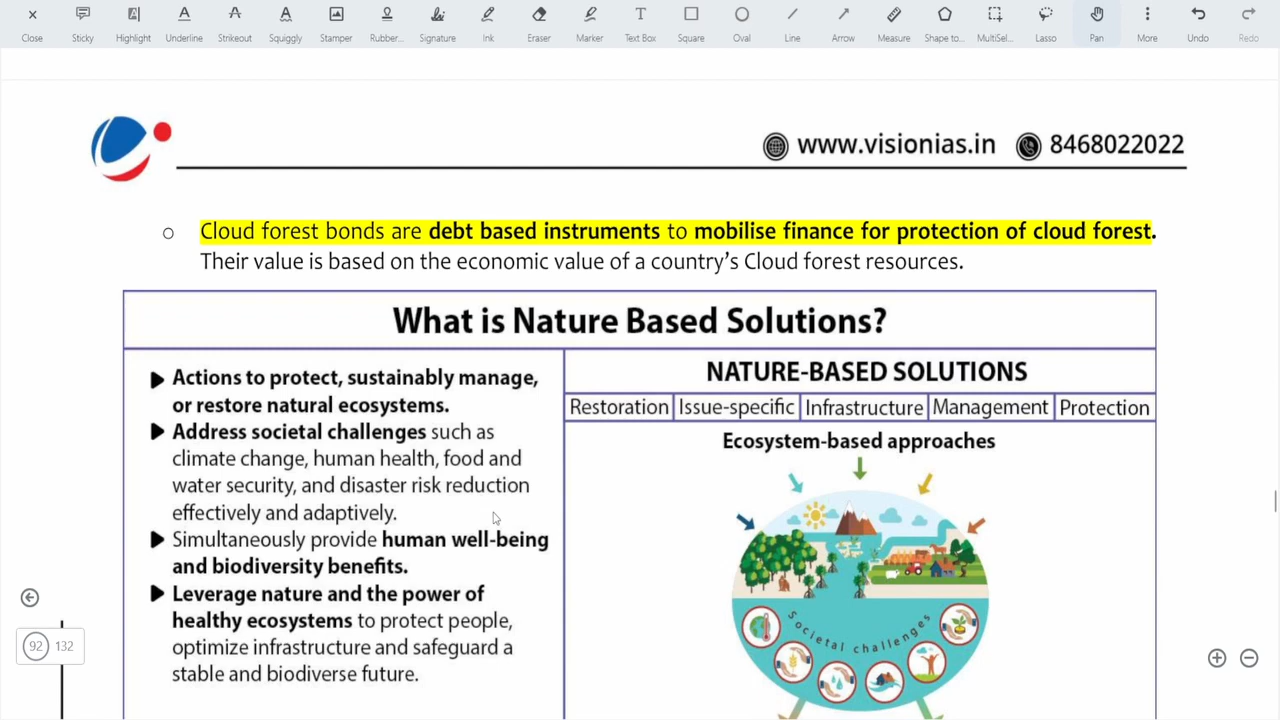 Close Sticky Highlight Underline Strikeout Squiggly Stamper Rubber... Signature Ink Eraser Marker Text Box Square Oval Line Arrow Measure Shape to... MultiSel... Lasso Pan More Undo Redo
www.visionias.in 8468022022
o Cloud forest bonds are debt based instruments to mobilise finance for protection of cloud forest.
Their value is based on the economic value of a country's Cloud forest resources.
What is Nature Based Solutions?
Actions to protect, sustainably manage,
or restore natural ecosystems.
Address societal challenges such as
climate change, human health, food and
water security, and disaster risk reduction
effectively and adaptively.
Simultaneously provide human well-being
and biodiversity benefits.
Leverage nature and the power of
healthy ecosystems to protect people,
optimize infrastructure and safeguard a
stable and biodiverse future.
NATURE-BASED SOLUTIONS
Restoration Issue-specific Infrastructure Management Protection
Ecosystem-based approaches
Societal challenges
92 132